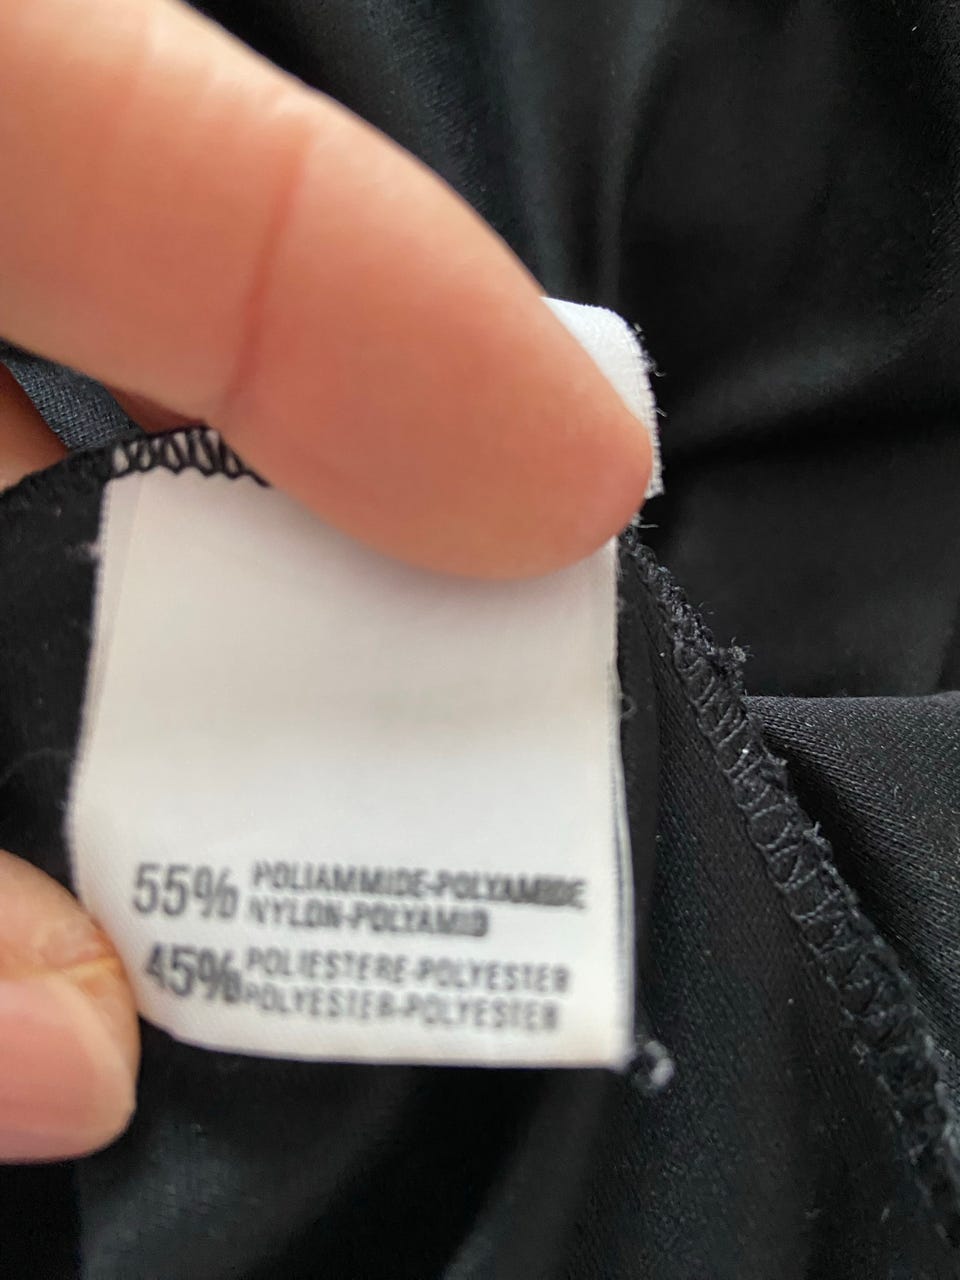 55% POLIAMMIDE-POLYAMIDE
NYLON-POLYAMID
45% POLIESTERE-POLYESTER
POLYESTER-POLYESTER